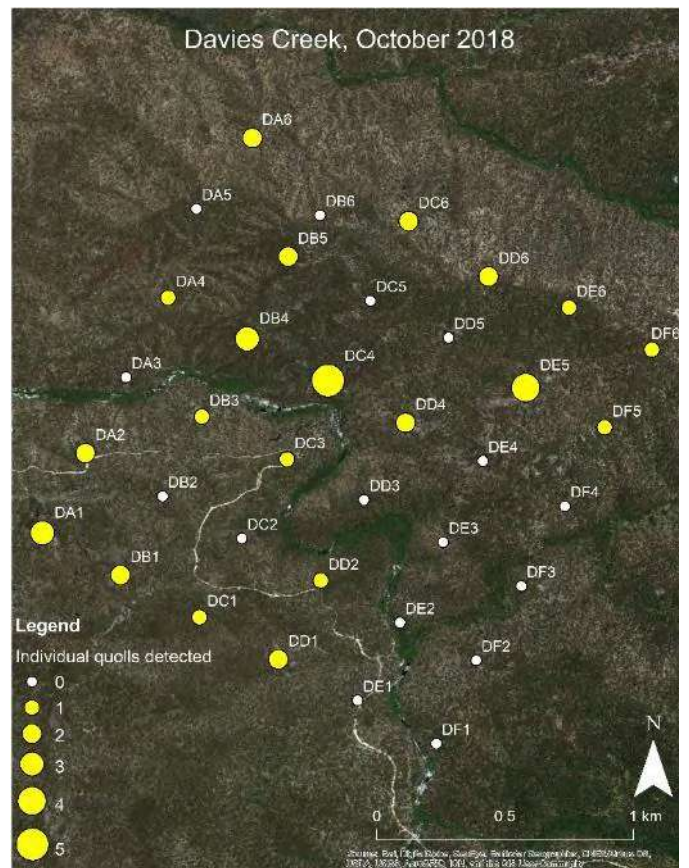 Davies Creek, October 2018
DA6
DA5
DB6
DC6
DB5
DD6
DA4
DC5
DE6
DB4
DD5
DF6
DC4
DA3
DE5
DB3
DD4
DF5
DA2
DC3
DE4
DB2
DD3
DF4
DA1
DC2
DE3
DB1
DD2
DF3
DC1
DE2
Legend
Individual quolls detected
DD1
DF2
0
DE1
1
2
DF1
N
3
4
0 0 5 1 km
5